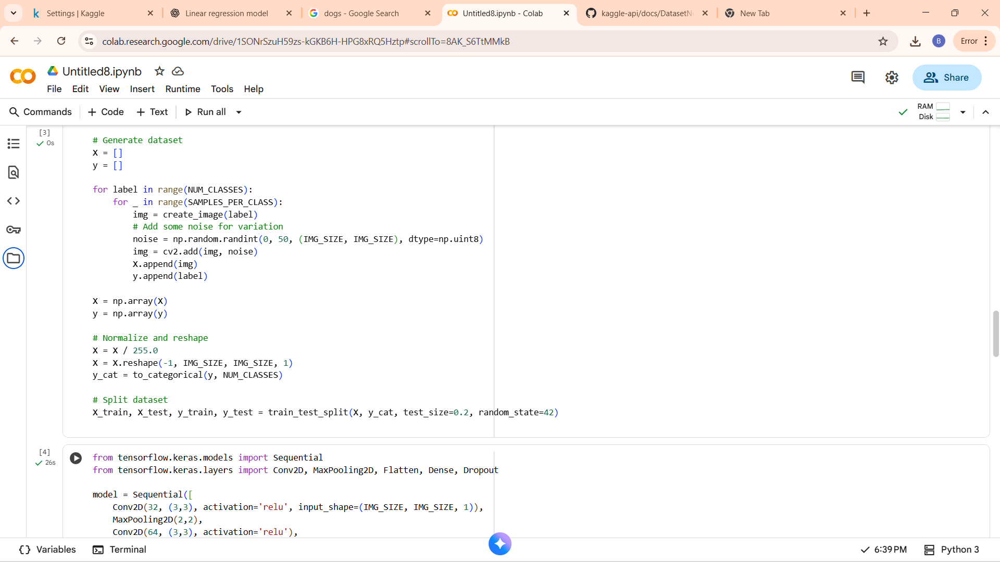 Settings | Kaggle
Linear regression model
dogs - Google Search
Untitled8.ipynb - Colab
kaggle-api/docs/DatasetN
New Tab
colab.research.google.com/drive/1SONrSzuH59zs-kGKB6H-HPG8xRQ5Hztp#scrollTo=8AK_S6TtMMkB
B
Error
Untitled8.ipynb
File Edit View Insert Runtime Tools Help
Share
Commands + Code + Text Run all
RAM
Disk
[3]
0s
# Generate dataset
X = []
y = []
for label in range(NUM_CLASSES):
    for _ in range(SAMPLES_PER_CLASS):
        img = create_image(label)
        # Add some noise for variation
        noise = np.random.randint(0, 50, (IMG_SIZE, IMG_SIZE), dtype=np.uint8)
        img = cv2.add(img, noise)
        X.append(img)
        y.append(label)
X = np.array(X)
y = np.array(y)
# Normalize and reshape
X = X / 255.0
X = X.reshape(-1, IMG_SIZE, IMG_SIZE, 1)
y_cat = to_categorical(y, NUM_CLASSES)
# Split dataset
X_train, X_test, y_train, y_test = train_test_split(X, y_cat, test_size=0.2, random_state=42)
[4]
26s
from tensorflow.keras.models import Sequential
from tensorflow.keras.layers import Conv2D, MaxPooling2D, Flatten, Dense, Dropout
model = Sequential([
    Conv2D(32, (3,3), activation='relu', input_shape=(IMG_SIZE, IMG_SIZE, 1)),
    MaxPooling2D(2,2),
    Conv2D(64, (3,3), activation='relu'),
{} Variables Terminal
6:39 PM Python 3